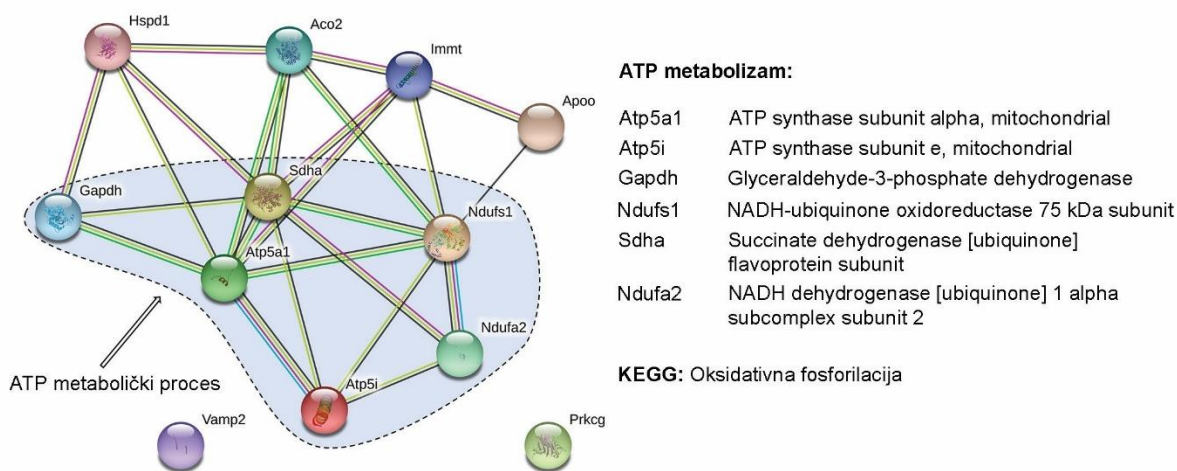 Hspd1
Aco2
Immt
Apoo
Sdha
Gapdh
Ndufs1
Atp5a1
Ndufa2
ATP metabolički proces
Atp5i
Vamp2
Prkcg
ATP metabolizam:
Atp5a1 ATP synthase subunit alpha, mitochondrial
Atp5i ATP synthase subunit e, mitochondrial
Gapdh Glyceraldehyde-3-phosphate dehydrogenase
Ndufs1 NADH-ubiquinone oxidoreductase 75 kDa subunit
Sdha Succinate dehydrogenase [ubiquinone]
flavoprotein subunit
Ndufa2 NADH dehydrogenase [ubiquinone] 1 alpha
subcomplex subunit 2
KEGG: Oksidativna fosforilacija